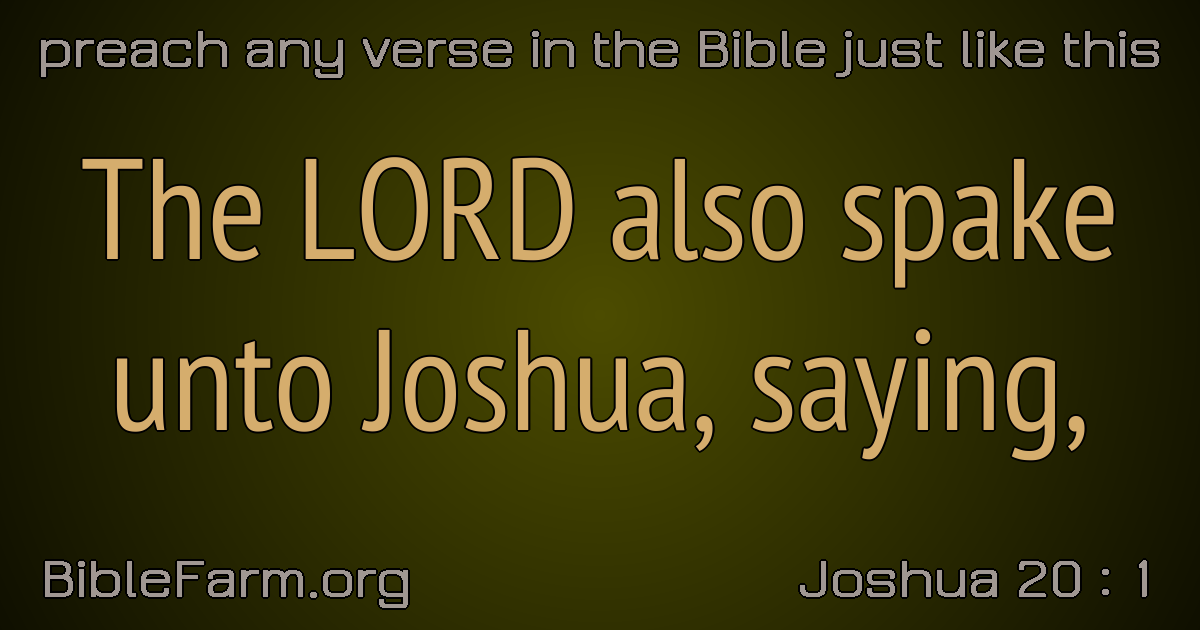 preach any verse in the Bible just like this
The LORD also spake
unto Joshua, saying,
BibleFarm.org
Joshua 20 : 1